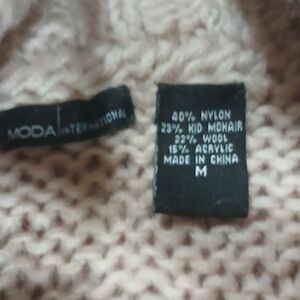 MODA INTERNATIONAL
40% NYLON
23% KID MOHAIR
22% WOOL
15% ACRYLIC
MADE IN CHINA
M